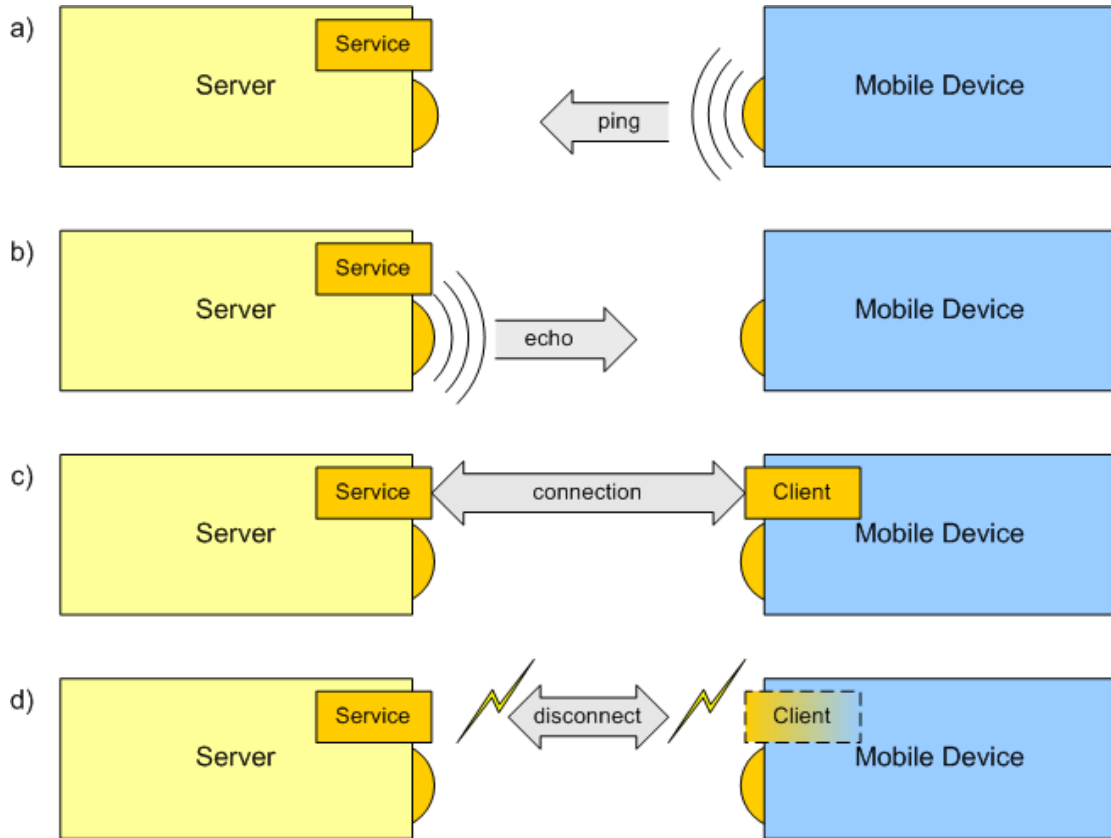 a)
Server
Service
ping
Mobile Device
b)
Server
Service
echo
Mobile Device
c)
Server
Service
connection
Client
Mobile Device
d)
Server
Service
disconnect
Client
Mobile Device